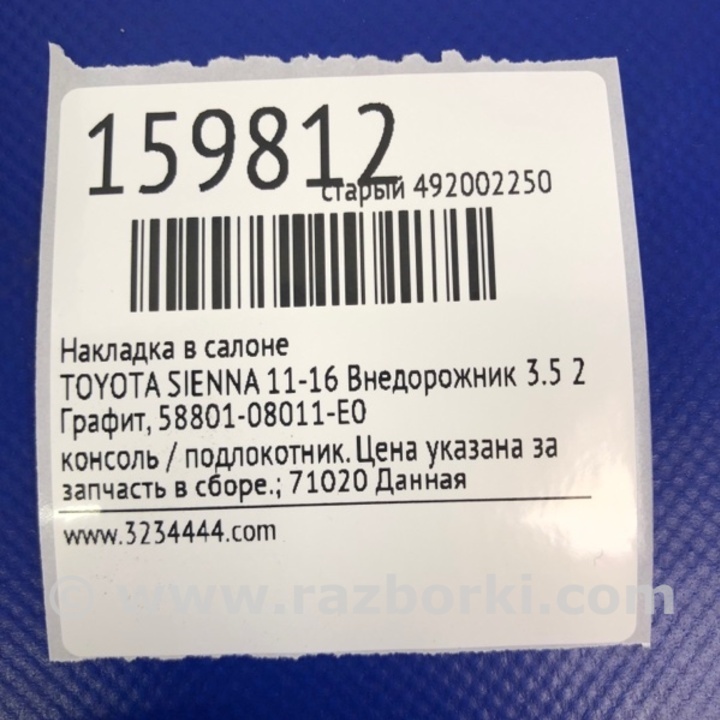 159812
старый 492002250
Накладка в салоне
TOYOTA SIENNA 11-16 Внедорожник 3.5 2
Графит, 58801-08011-E0
консоль / подлокотник. Цена указана за
запчасть в сборе.; 71020 Данная
www.3234444.com
© www.razborki.com